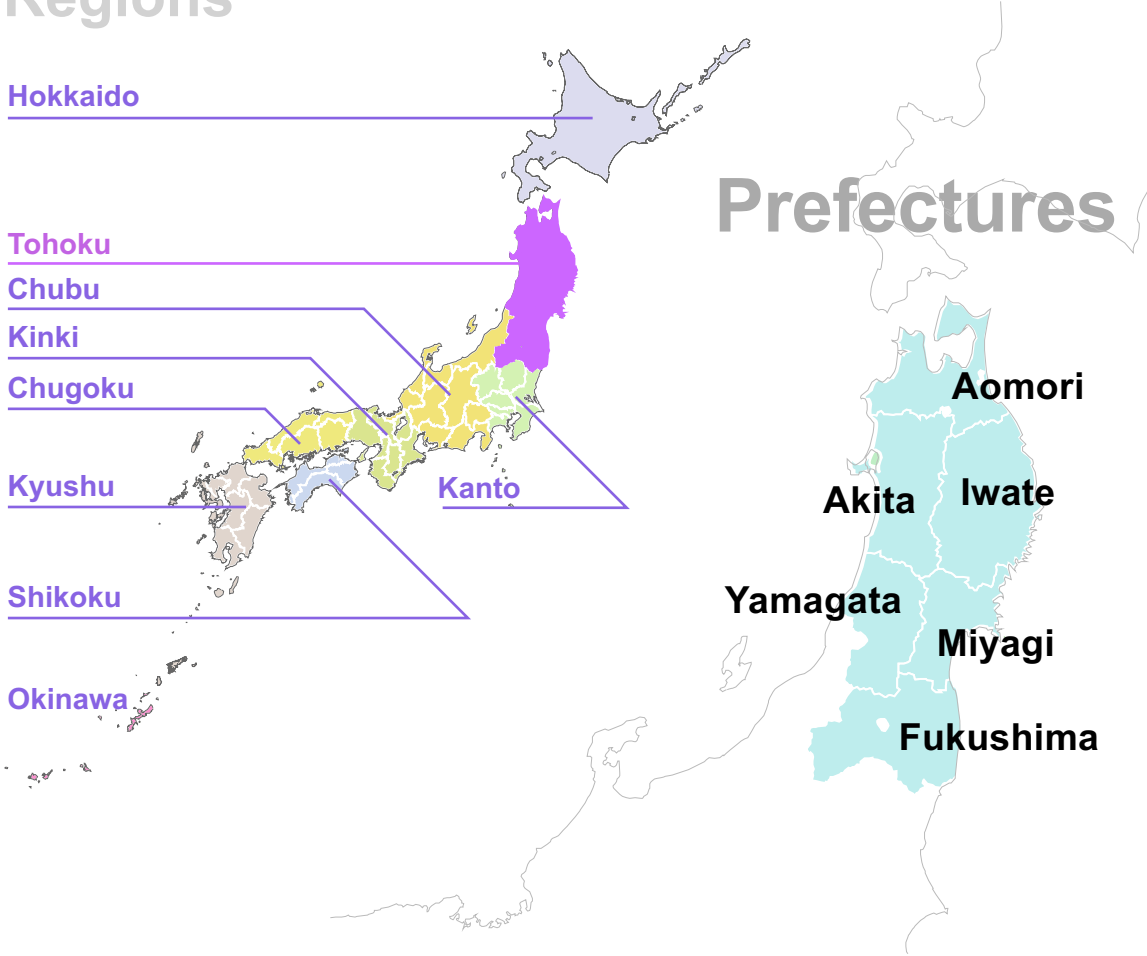 Regions
Hokkaido
Prefectures
Tohoku
Chubu
Kinki
Chugoku
Kyushu
Kanto
Shikoku
Okinawa
Aomori
Akita
Iwate
Yamagata
Miyagi
Fukushima